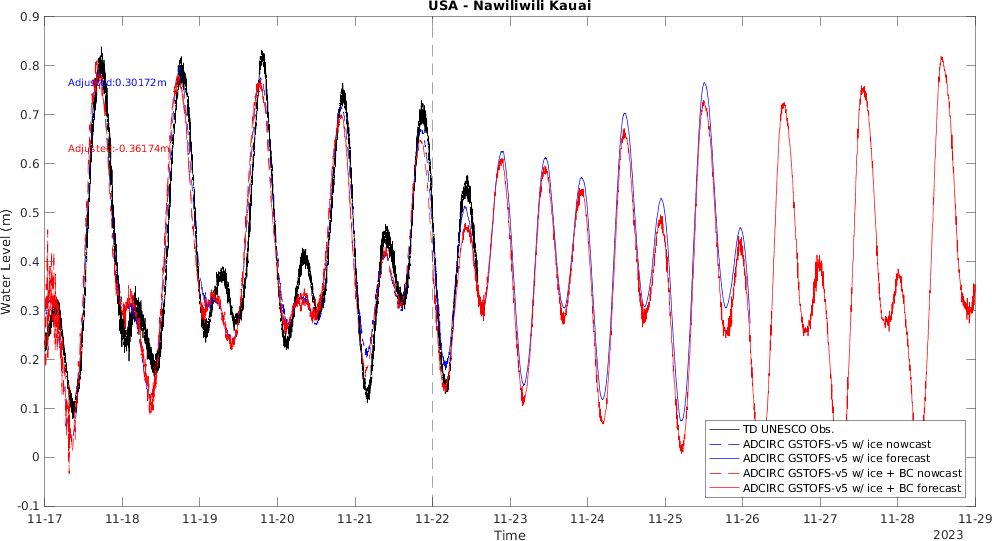 USA - Nawiliwili Kauai
0.9
0.8
0.7
0.6
0.5
0.4
0.3
0.2
0.1
0
-0.1
Water Level (m)
Adjusted:0.30172m
Adjusted:-0.36174m
TD UNESCO Obs.
ADCIRC GSTOFS-v5 w/ ice nowcast
ADCIRC GSTOFS-v5 w/ ice forecast
ADCIRC GSTOFS-v5 w/ ice + BC nowcast
ADCIRC GSTOFS-v5 w/ ice + BC forecast
11-17 11-18 11-19 11-20 11-21 11-22 11-23 11-24 11-25 11-26 11-27 11-28 11-29
Time
2023